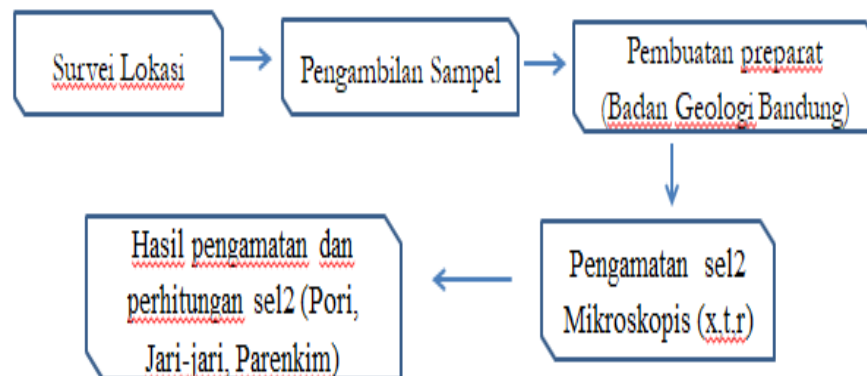 Survei Lokasi
Pengambilan Sampel
Pembuatan preparat
(Badan Geologi Bandung)
Pengamatan sel2
Mikroskopis (x,t,r)
Hasil pengamatan dan
perhitungan sel2 (Pori,
Jari-jari, Parenkim)